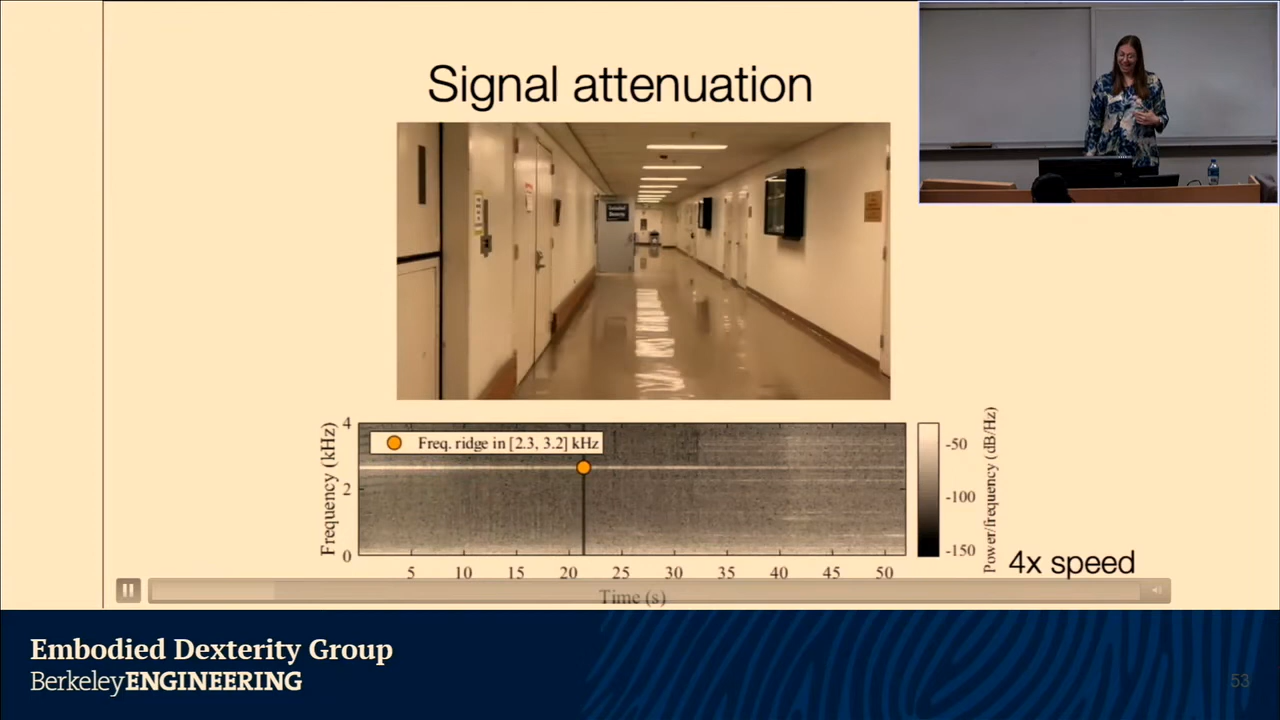 Signal attenuation
4
2
0
Frequency (kHz)
Freq. ridge in [2.3, 3.2] kHz
5 10 15 20 25 30 35 40 45 50
Time (s)
-50
-100
-150
Power/frequency (dB/Hz)
4x speed
Embodied Dexterity Group
BerkeleyENGINEERING
53